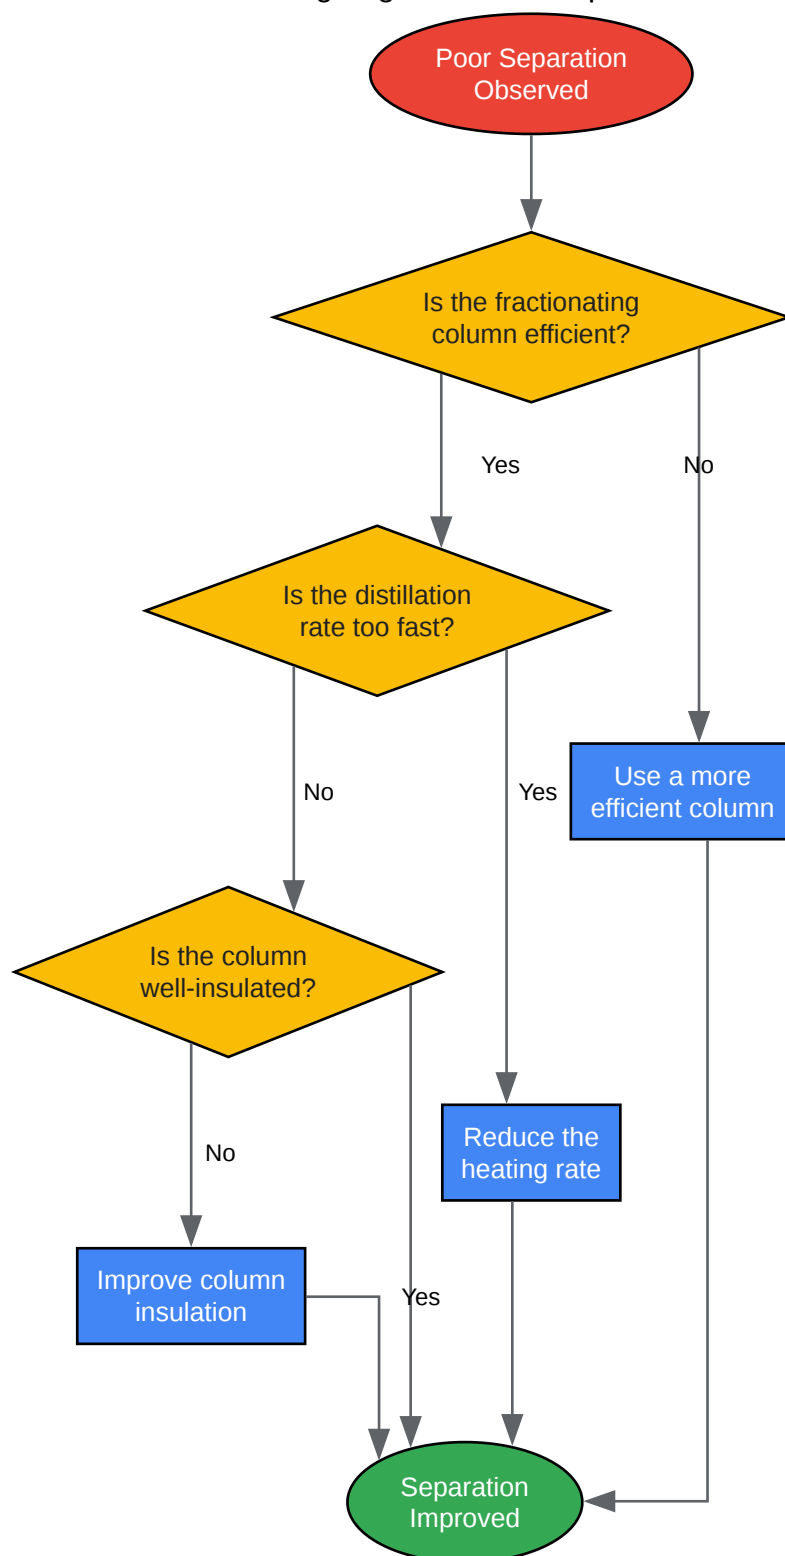 Poor Separation
Observed
Is the fractionating
column efficient?
Yes
No
Is the distillation
rate too fast?
No
Yes
Use a more
efficient column
Is the column
well-insulated?
No
Reduce the
heating rate
Improve column
insulation
Yes
Separation
Improved